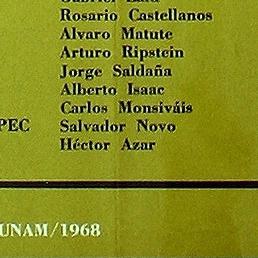 Rosario Castellanos
Alvaro Matute
Arturo Ripstein
Jorge Saldaña
Alberto Isaac
Carlos Monsiváis
PEC Salvador Novo
Héctor Azar
UNAM/1968